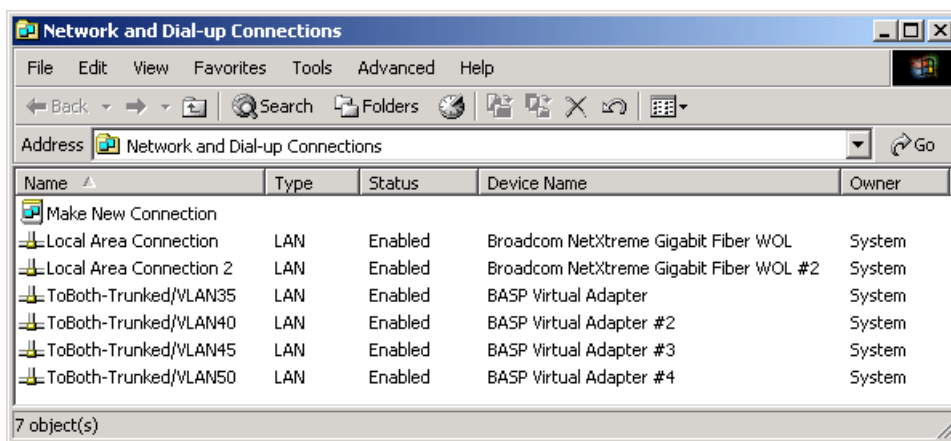 Network and Dial-up Connections
File Edit View Favorites Tools Advanced Help
Back Search Folders
Address Network and Dial-up Connections Go
Name Type Status Device Name Owner
Make New Connection
Local Area Connection LAN Enabled Broadcom NetXtreme Gigabit Fiber WOL System
Local Area Connection 2 LAN Enabled Broadcom NetXtreme Gigabit Fiber WOL #2 System
ToBoth-Trunked/VLAN35 LAN Enabled BASP Virtual Adapter System
ToBoth-Trunked/VLAN40 LAN Enabled BASP Virtual Adapter #2 System
ToBoth-Trunked/VLAN45 LAN Enabled BASP Virtual Adapter #3 System
ToBoth-Trunked/VLAN50 LAN Enabled BASP Virtual Adapter #4 System
7 object(s)